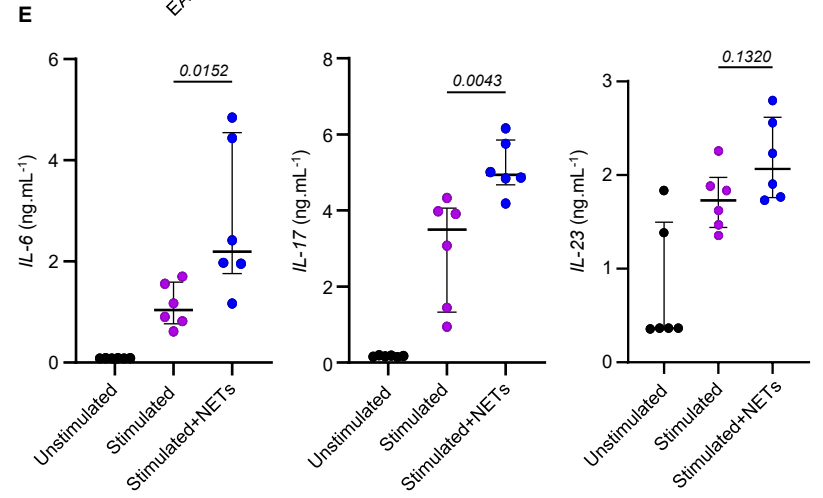 E
EA
0.0152
6
4
2
0
IL-6 (ng.mL-1)
Unstimulated
Stimulated
Stimulated+NETs
0.0043
8
6
4
2
0
IL-17 (ng.mL-1)
Unstimulated
Stimulated
Stimulated+NETs
0.1320
3
2
1
0
IL-23 (ng.mL-1)
Unstimulated
Stimulated
Stimulated+NETs